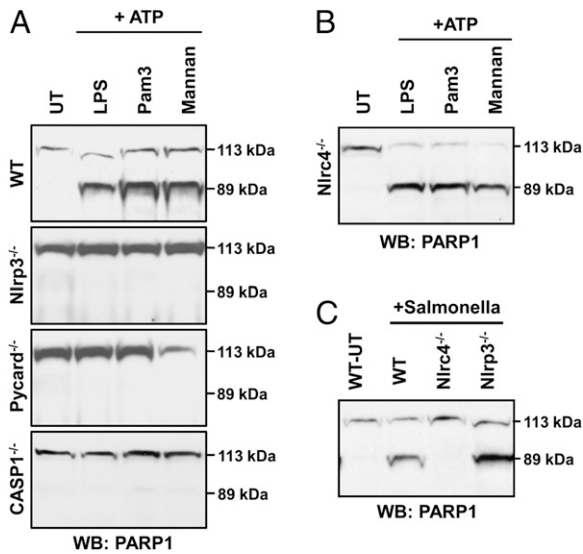 A
+ ATP
UT
LPS
Pam3
Mannan
WT
113 kDa
89 kDa
Nlrp3-/-
113 kDa
89 kDa
Pycard-/-
113 kDa
89 kDa
CASP1-/-
113 kDa
89 kDa
WB: PARP1
B
+ATP
UT
LPS
Pam3
Mannan
Nlrc4-/-
113 kDa
89 kDa
WB: PARP1
C
+Salmonella
WT-UT
WT
Nlrc4-/-
Nlrp3-/-
113 kDa
89 kDa
WB: PARP1